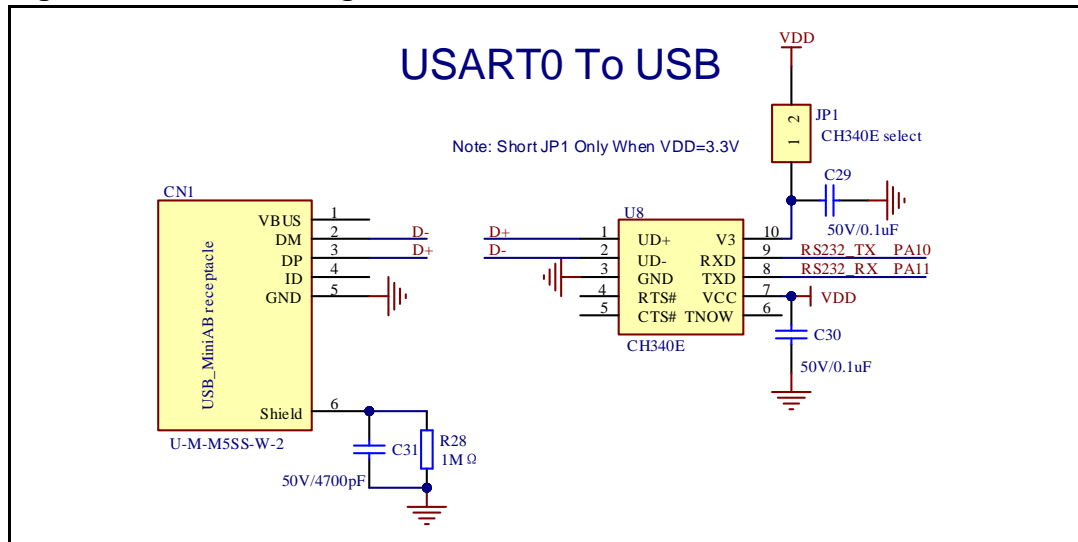 USART0 To USB
VDD
JP1
1 2
CH340E select
Note: Short JP1 Only When VDD=3.3V
C29
50V/0.1uF
CN1
USB_MiniAB receptacle
VBUS 1
DM 2 D-
DP 3 D+
ID 4
GND 5
Shield 6
U-M-M5SS-W-2
C31
50V/4700pF
R28
1M Ω
U8
D+ 1 UD+ V3 10
D- 2 UD- RXD 9 RS232_TX PA10
3 GND TXD 8 RS232_RX PA11
4 RTS# VCC 7 VDD
5 CTS# TNOW 6
CH340E
C30
50V/0.1uF